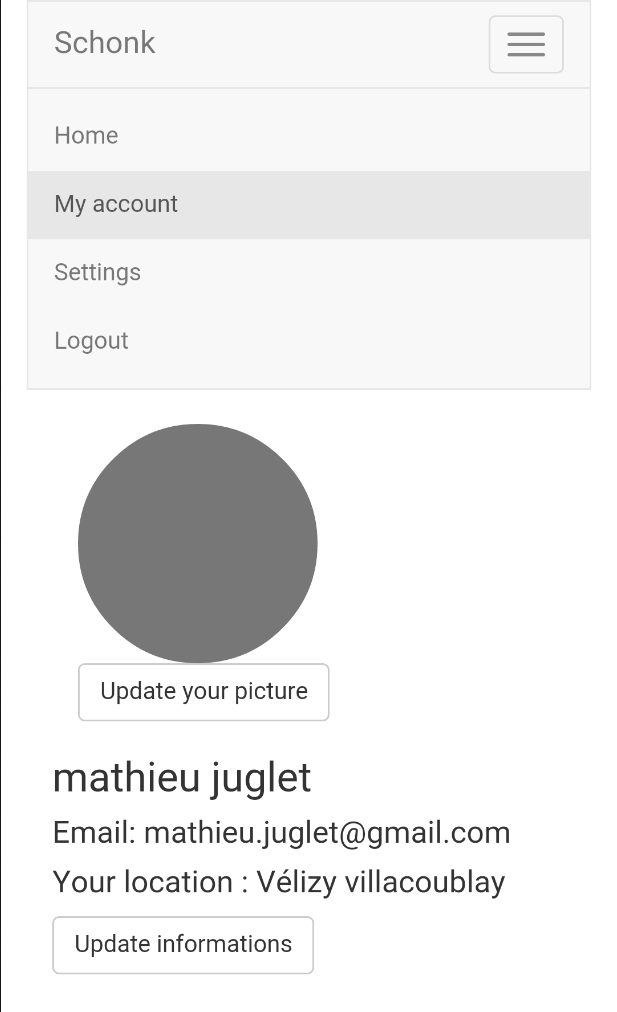 Schonk
Home
My account
Settings
Logout
Update your picture
mathieu juglet
Email: mathieu.juglet@gmail.com
Your location : Vélizy villacoublay
Update informations